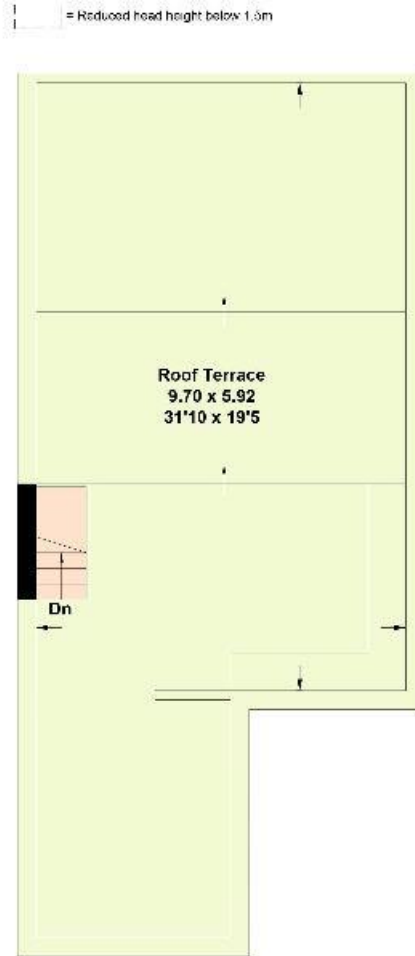 = Reduced head height below 1.5m
Roof Terrace
9.70 x 5.92
31'10 x 19'5
Dn